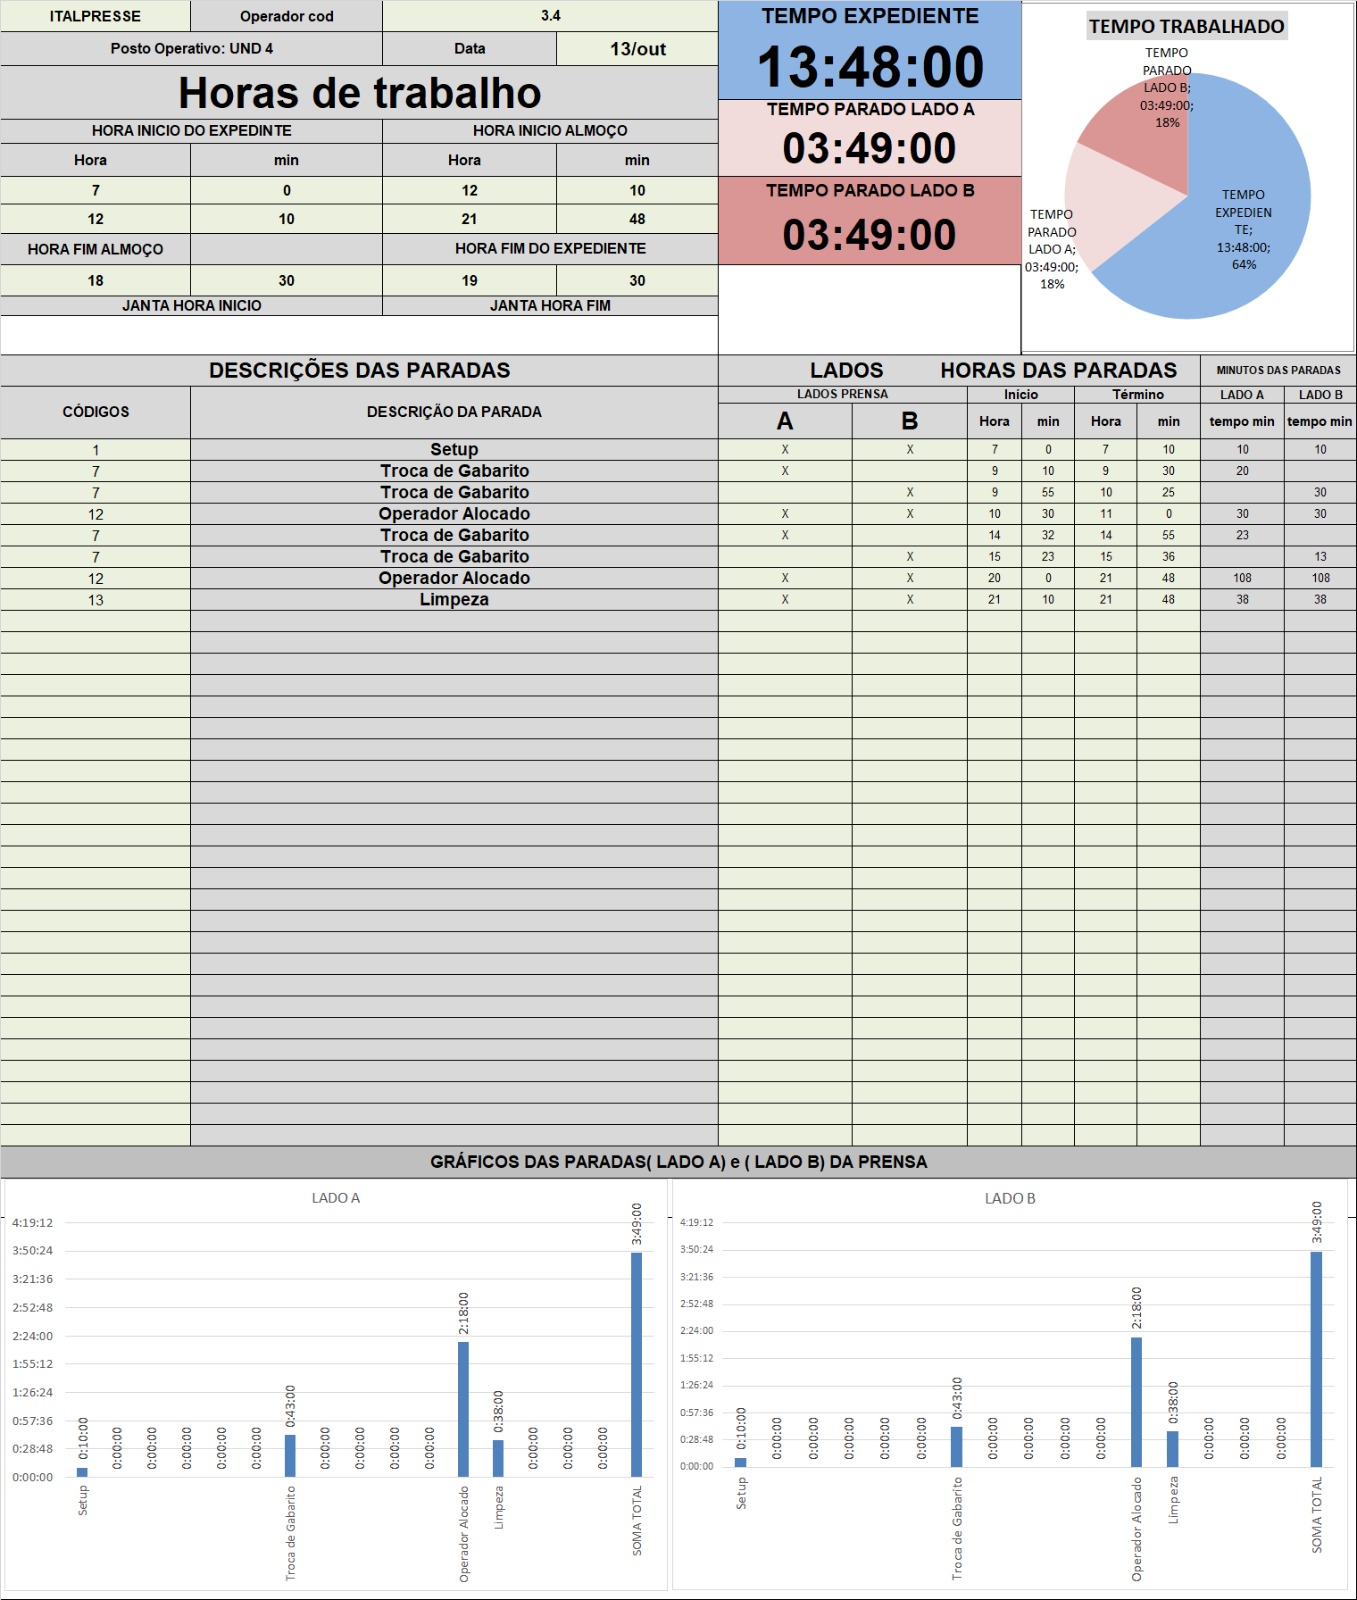 ITALPRESSE Operador cod 3.4
Posto Operativo: UND 4 Data 13/out
Horas de trabalho
HORA INICIO DO EXPEDINTE HORA INICIO ALMOÇO
Hora min Hora min
7 0 12 10
12 10 21 48
HORA FIM ALMOÇO HORA FIM DO EXPEDIENTE
18 30 19 30
JANTA HORA INICIO JANTA HORA FIM
TEMPO EXPEDIENTE
13:48:00
TEMPO PARADO LADO A
03:49:00
TEMPO PARADO LADO B
03:49:00
TEMPO TRABALHADO
TEMPO
PARADO
LADO B;
03:49:00;
18%
TEMPO
EXPEDIEN
TE;
13:48:00;
64%
TEMPO
PARADO
LADO A;
03:49:00;
18%
DESCRIÇÕES DAS PARADAS LADOS HORAS DAS PARADAS MINUTOS DAS PARADAS
CÓDIGOS DESCRIÇÃO DA PARADA LADOS PRENSA Início Término LADO A LADO B
A B Hora min Hora min tempo min tempo min
1 Setup X X 7 0 7 10 10 10
7 Troca de Gabarito X 9 10 9 30 20
7 Troca de Gabarito X 9 55 10 25 30
12 Operador Alocado X X 10 30 11 0 30 30
7 Troca de Gabarito X 14 32 14 55 23
7 Troca de Gabarito X 15 23 15 36 13
12 Operador Alocado X X 20 0 21 48 108 108
13 Limpeza X X 21 10 21 48 38 38
GRÁFICOS DAS PARADAS( LADO A) e ( LADO B) DA PRENSA
LADO A
4:19:12
3:50:24
3:21:36
2:52:48
2:24:00
1:55:12
1:26:24
0:57:36
0:28:48
0:00:00
0:10:00 0:00:00 0:00:00 0:00:00 0:00:00 0:00:00 0:43:00 0:00:00 0:00:00 0:00:00 0:00:00 2:18:00 0:38:00 0:00:00 0:00:00 0:00:00 3:49:00
Setup Troca de Gabarito Operador Alocado Limpeza SOMA TOTAL
LADO B
4:19:12
3:50:24
3:21:36
2:52:48
2:24:00
1:55:12
1:26:24
0:57:36
0:28:48
0:00:00
0:10:00 0:00:00 0:00:00 0:00:00 0:00:00 0:00:00 0:43:00 0:00:00 0:00:00 0:00:00 0:00:00 2:18:00 0:38:00 0:00:00 0:00:00 0:00:00 3:49:00
Setup Troca de Gabarito Operador Alocado Limpeza SOMA TOTAL